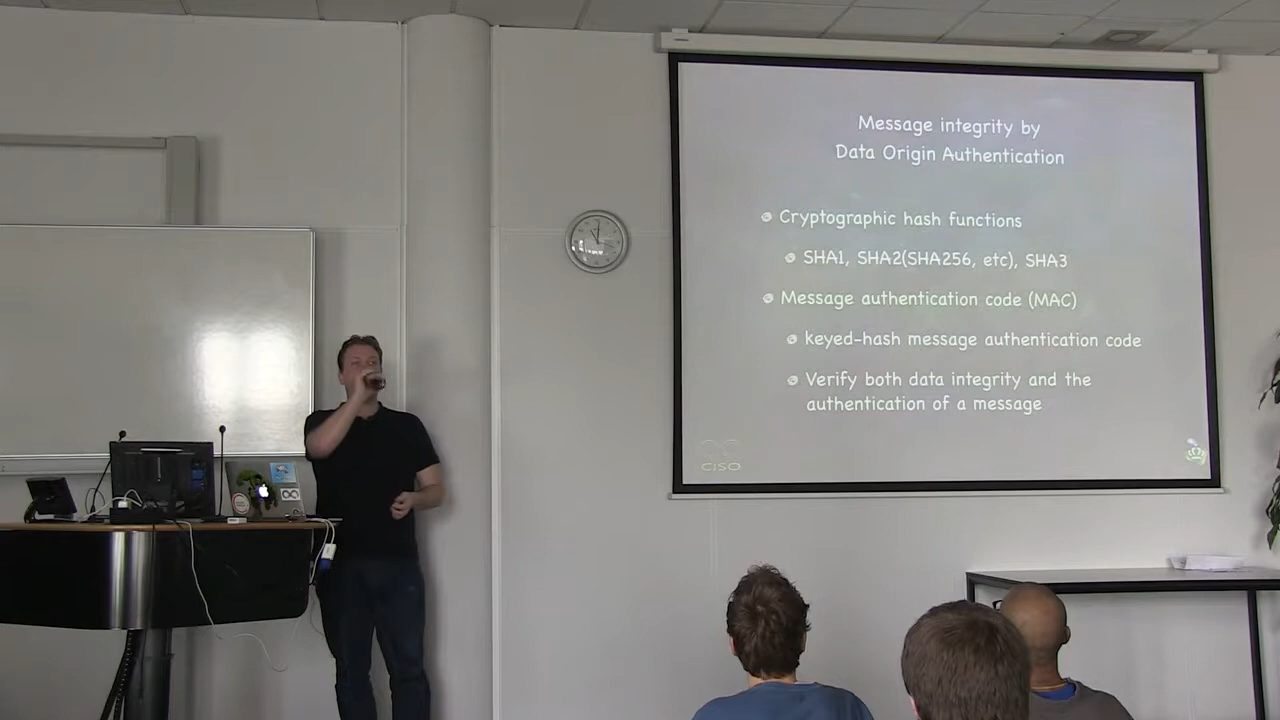 Message integrity by
Data Origin Authentication
Cryptographic hash functions
SHA1, SHA2(SHA256, etc), SHA3
Message authentication code (MAC)
keyed-hash message authentication code
Verify both data integrity and the
authentication of a message
CISO